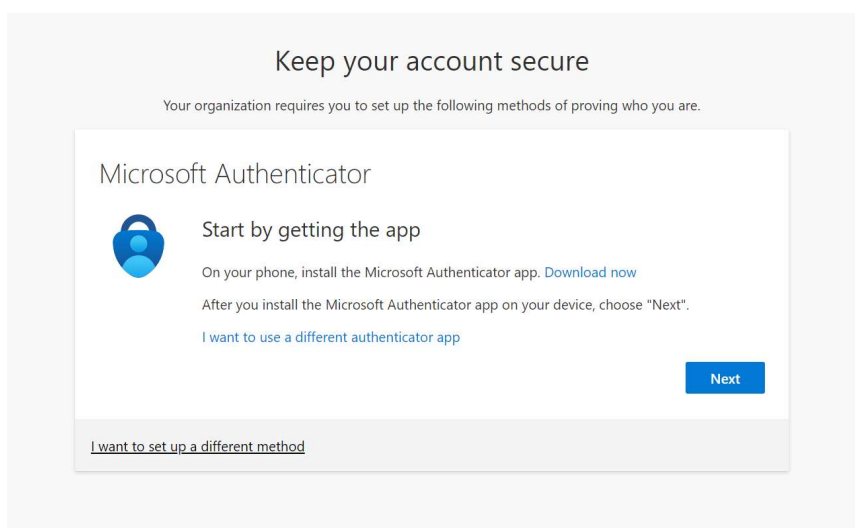 Keep your account secure
Your organization requires you to set up the following methods of proving who you are.
Microsoft Authenticator
Start by getting the app
On your phone, install the Microsoft Authenticator app. Download now
After you install the Microsoft Authenticator app on your device, choose "Next".
I want to use a different authenticator app
Next
I want to set up a different method